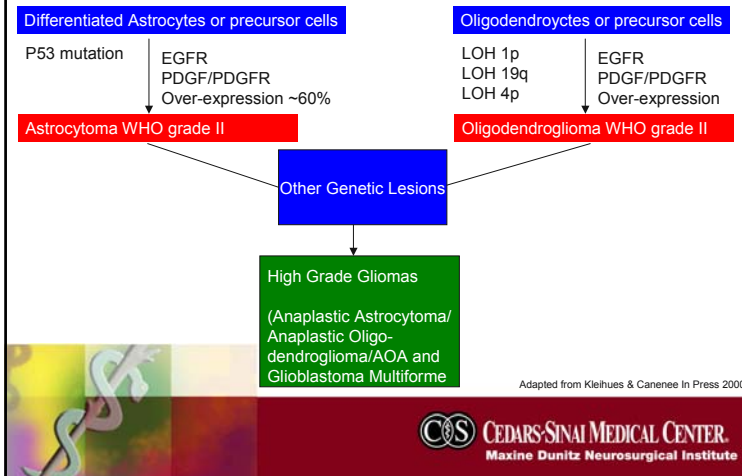 Differentiated Astrocytes or precursor cells
P53 mutation
EGFR
PDGF/PDGFR
Over-expression ~60%
Astrocytoma WHO grade II
Oligodendroyctes or precursor cells
LOH 1p
LOH 19q
LOH 4p
EGFR
PDGF/PDGFR
Over-expression
Oligodendroglioma WHO grade II
Other Genetic Lesions
High Grade Gliomas
(Anaplastic Astrocytoma/
Anaplastic Oligo-
dendroglioma/AOA and
Glioblastoma Multiforme
Adapted from Kleihues & Canenee In Press 2000
CEDARS-SINAI MEDICAL CENTER.
Maxine Dunitz Neurosurgical Institute